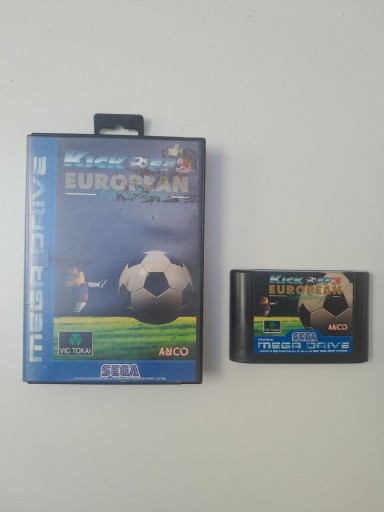 MEGA DRIVE
KICK OFF 3
EUROPEAN
VIC TOKAI
ANCO
SEGA
KICK OFF 3
EUROPEAN
VIC TOKAI
ANCO
SEGA
MEGA DRIVE